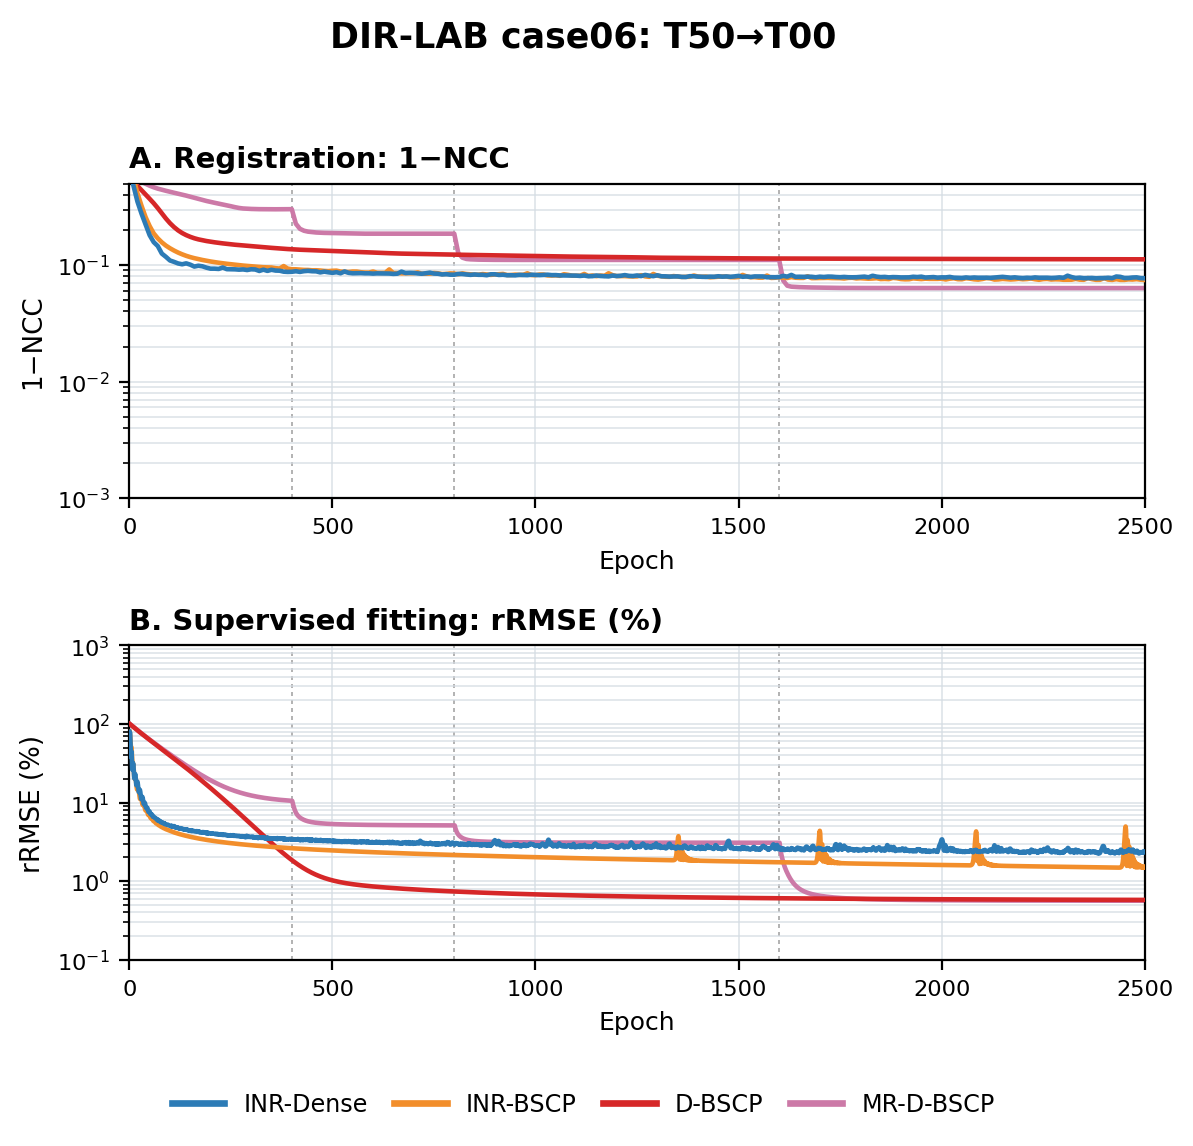 DIR-LAB case06: T50→T00
A. Registration: 1−NCC
10⁻¹
10⁻²
10⁻³
1−NCC
0 500 1000 1500 2000 2500
Epoch
B. Supervised fitting: rRMSE (%)
10³
10²
10¹
10⁰
10⁻¹
rRMSE (%)
0 500 1000 1500 2000 2500
Epoch
INR-Dense INR-BSCP D-BSCP MR-D-BSCP